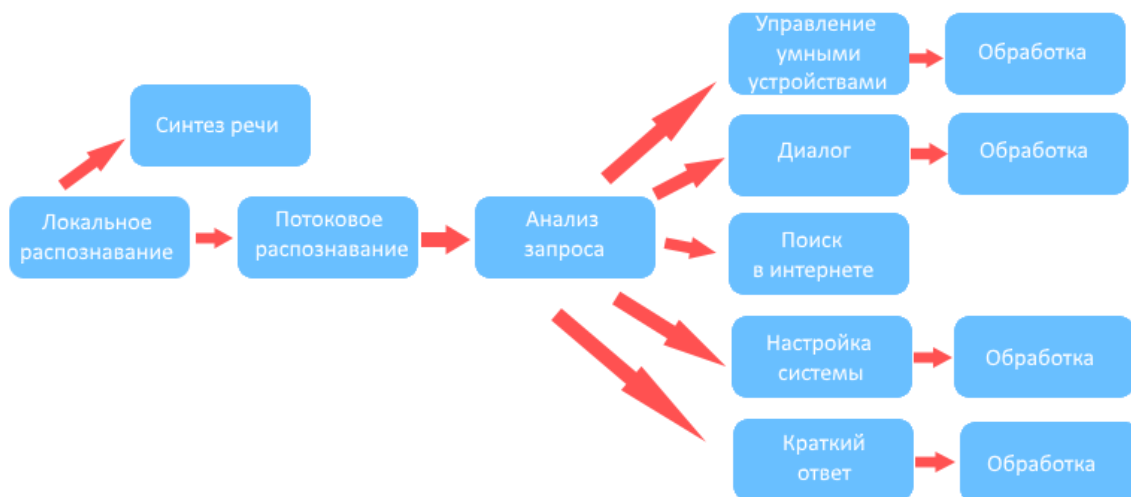 Управление
умными
устройствами
Обработка
Синтез речи
Диалог
Обработка
Локальное
распознавание
Потоковое
распознавание
Анализ
запроса
Поиск
в интернете
Настройка
системы
Обработка
Краткий
ответ
Обработка